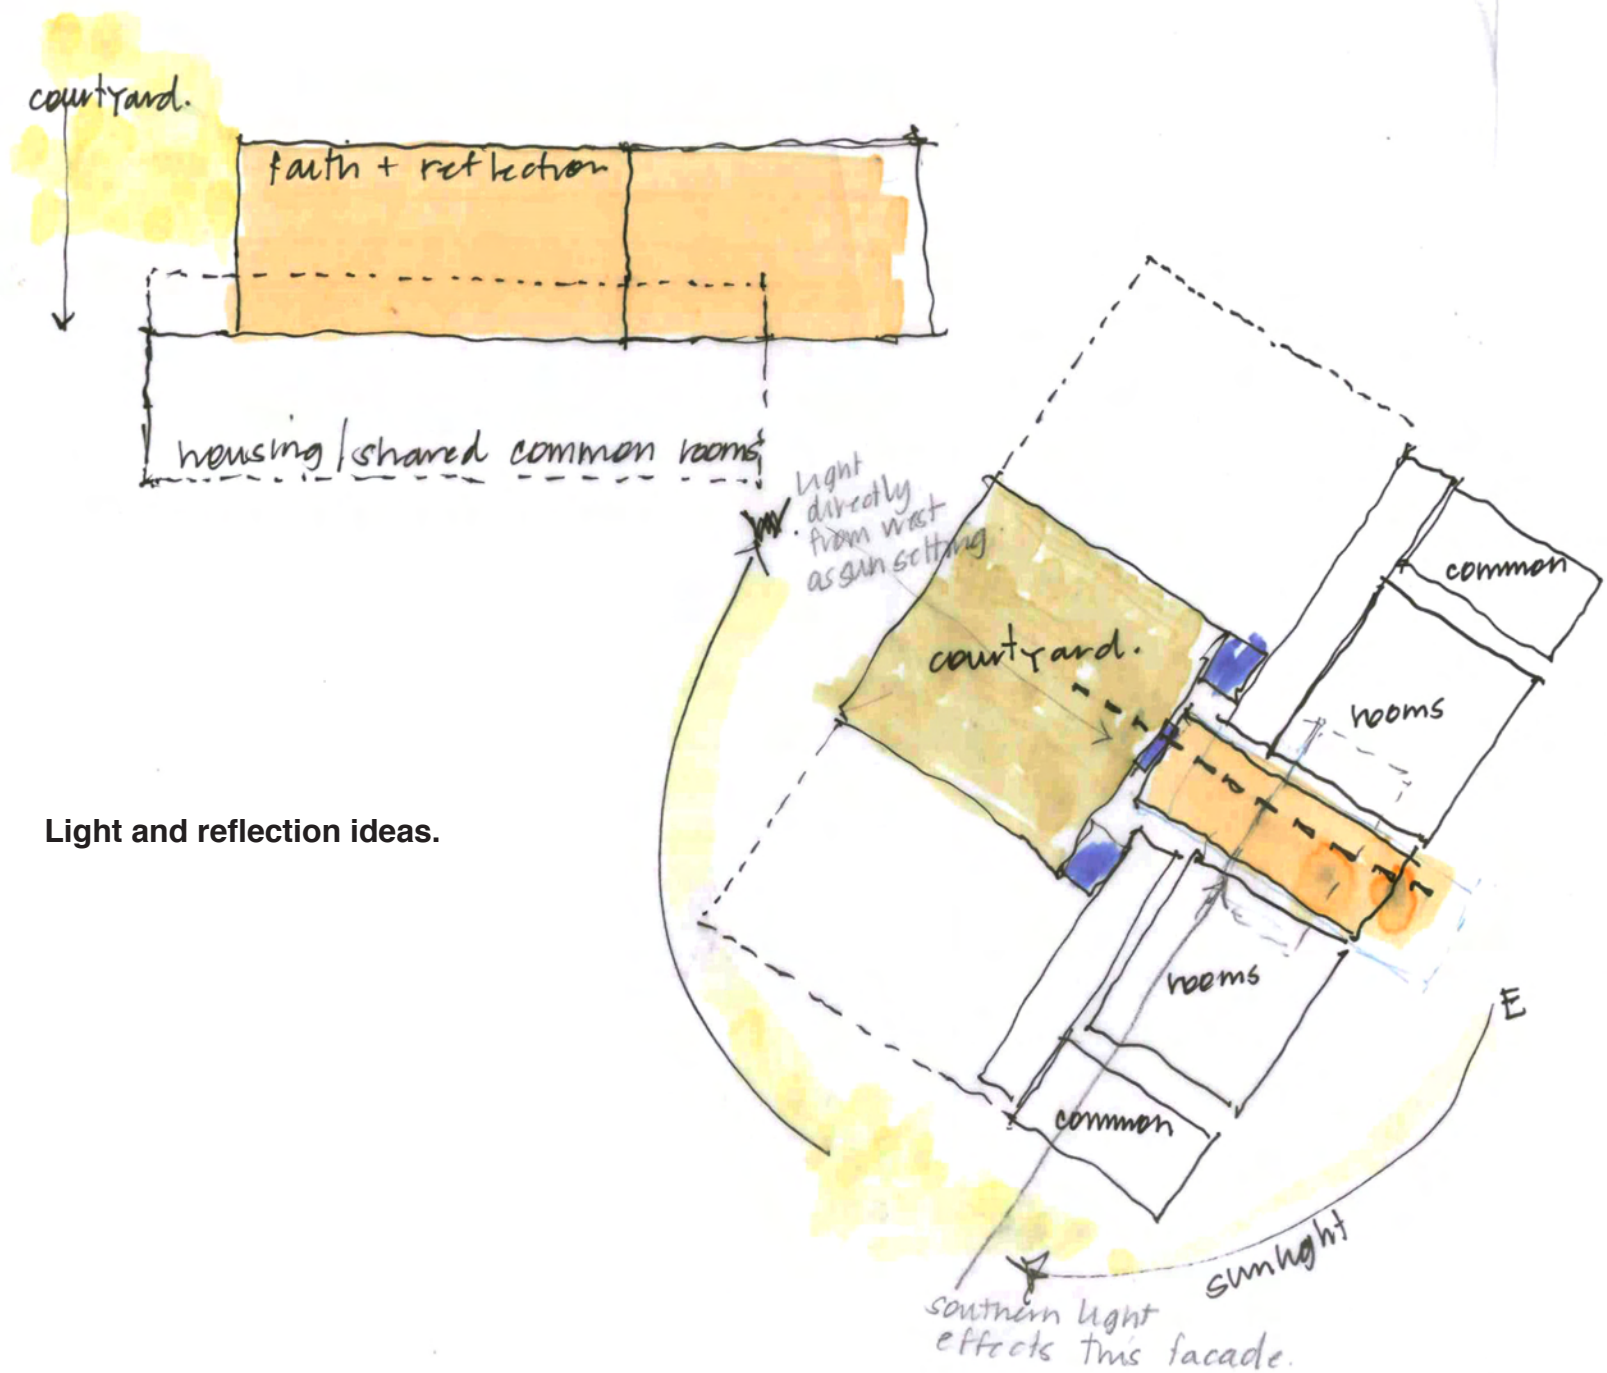 courtyard.
faith + reflection
housing/shared common rooms
W.
light
directly
from west
as sun setting
common
courtyard.
rooms
Light and reflection ideas.
rooms
E
common
sunlight
southern light
effects this facade.